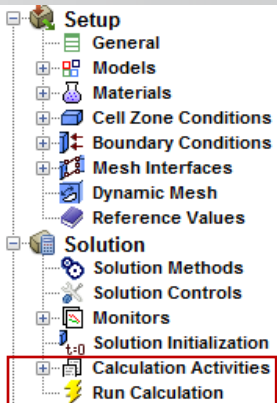 Setup
General
Models
Materials
Cell Zone Conditions
Boundary Conditions
Mesh Interfaces
Dynamic Mesh
Reference Values
Solution
Solution Methods
Solution Controls
Monitors
t=0 Solution Initialization
Calculation Activities
Run Calculation